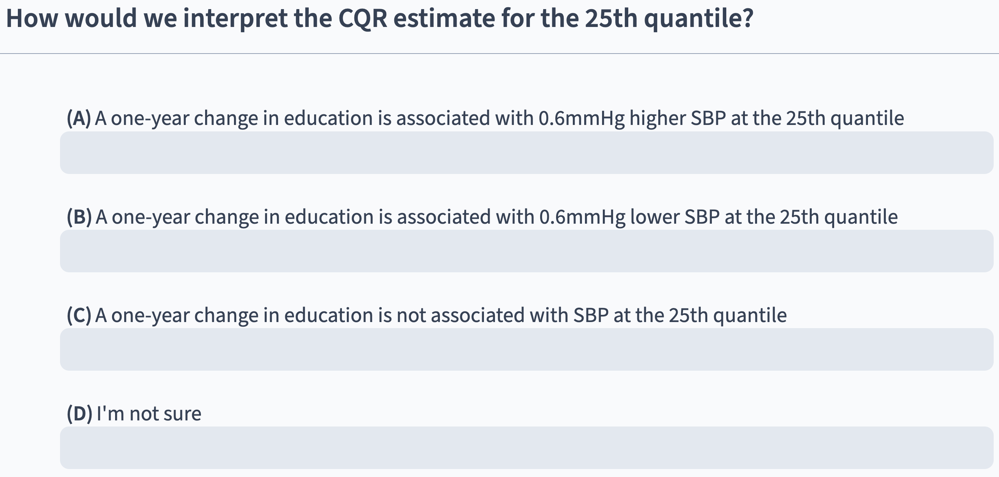 How would we interpret the CQR estimate for the 25th quantile?
(A) A one-year change in education is associated with 0.6mmHg higher SBP at the 25th quantile
(B) A one-year change in education is associated with 0.6mmHg lower SBP at the 25th quantile
(C) A one-year change in education is not associated with SBP at the 25th quantile
(D) I'm not sure